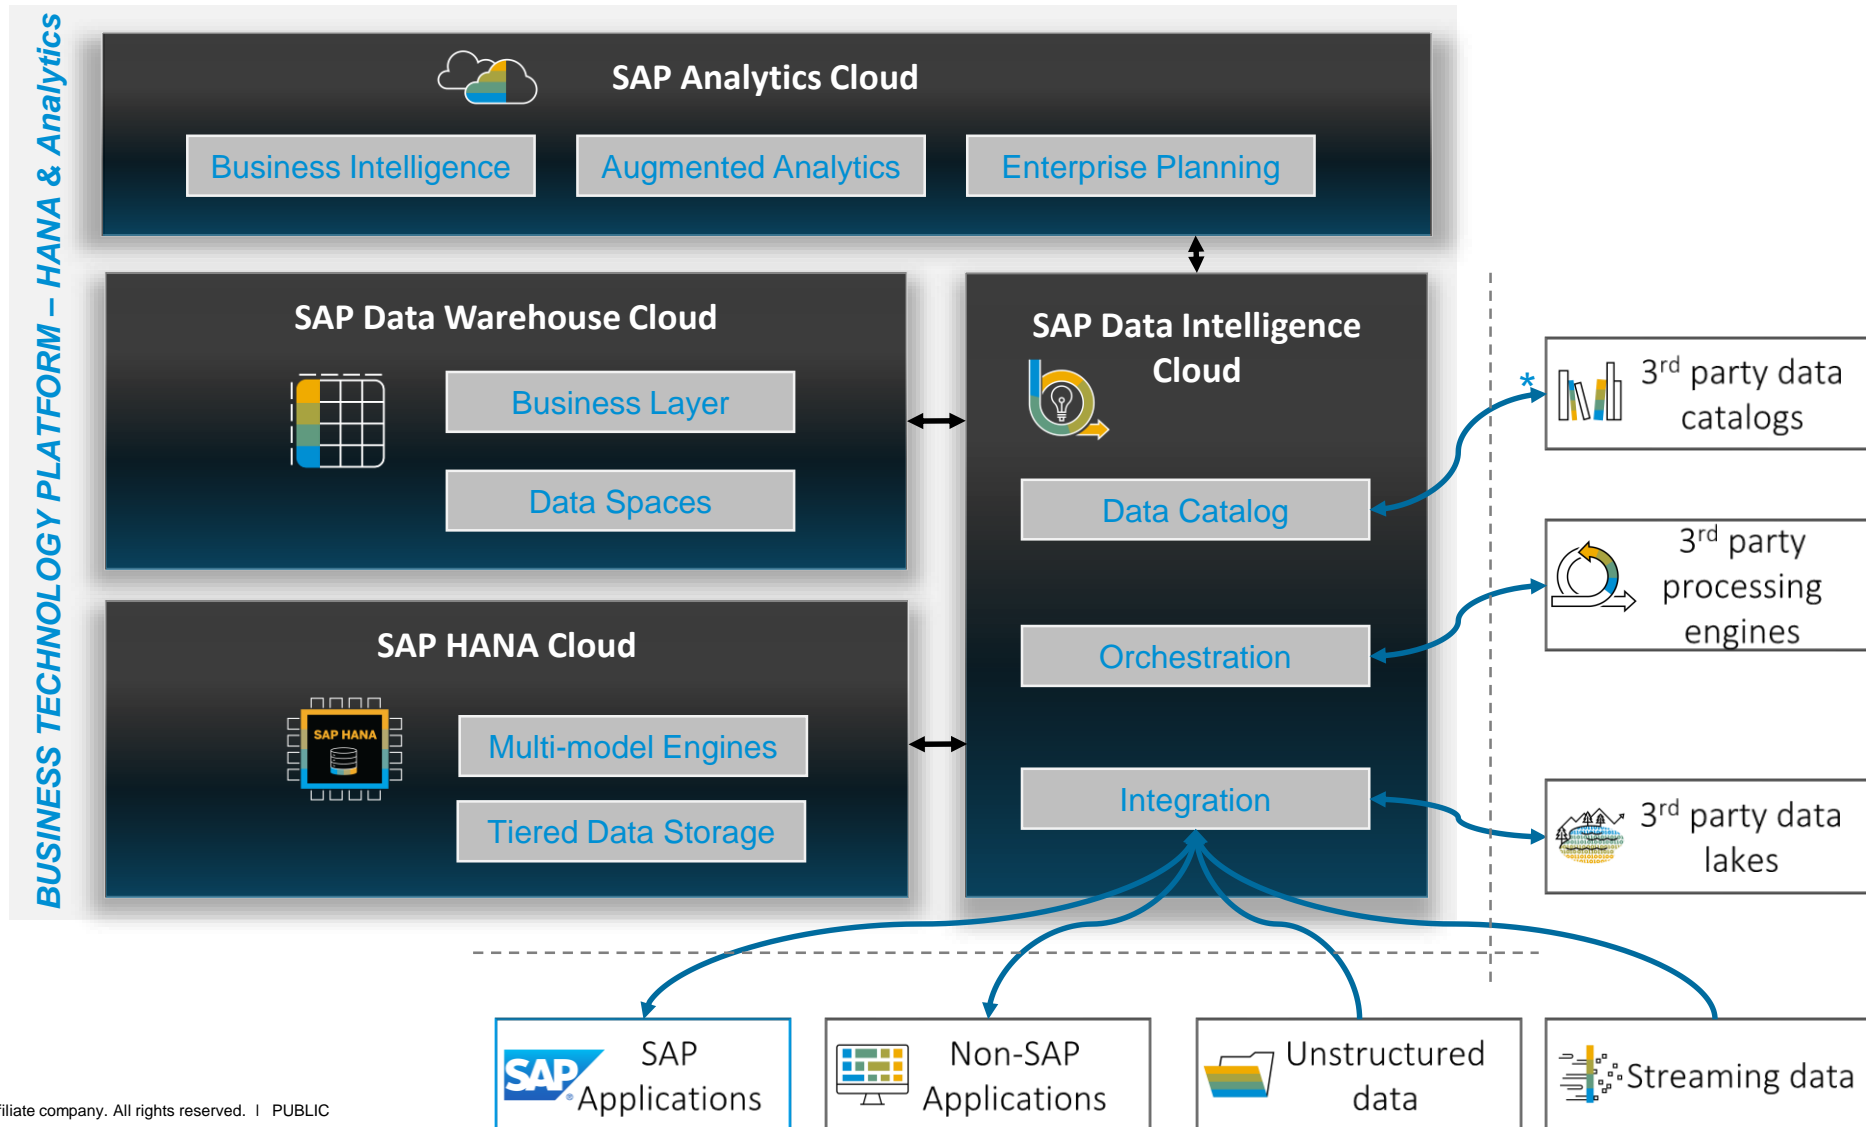 BUSINESS TECHNOLOGY PLATFORM – HANA & Analytics
SAP Analytics Cloud
Business Intelligence
Augmented Analytics
Enterprise Planning
SAP Data Warehouse Cloud
Business Layer
Data Spaces
SAP HANA Cloud
SAP HANA
Multi-model Engines
Tiered Data Storage
SAP Data Intelligence
Cloud
Data Catalog
Orchestration
Integration
*
3rd party data
catalogs
3rd party
processing
engines
3rd party data
lakes
SAP
SAP
Applications
Non-SAP
Applications
Unstructured
data
Streaming data
filiate company. All rights reserved. ǀ PUBLIC